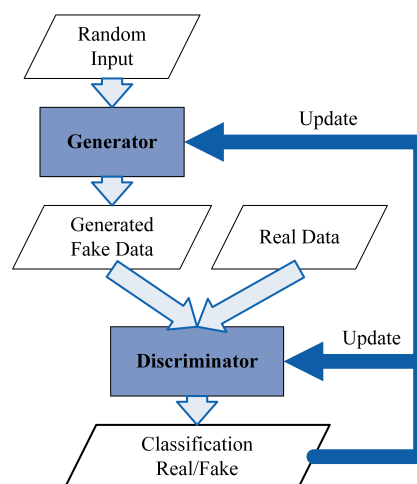 Random
Input
Update
Generator
Generated
Fake Data
Real Data
Update
Discriminator
Classification
Real/Fake